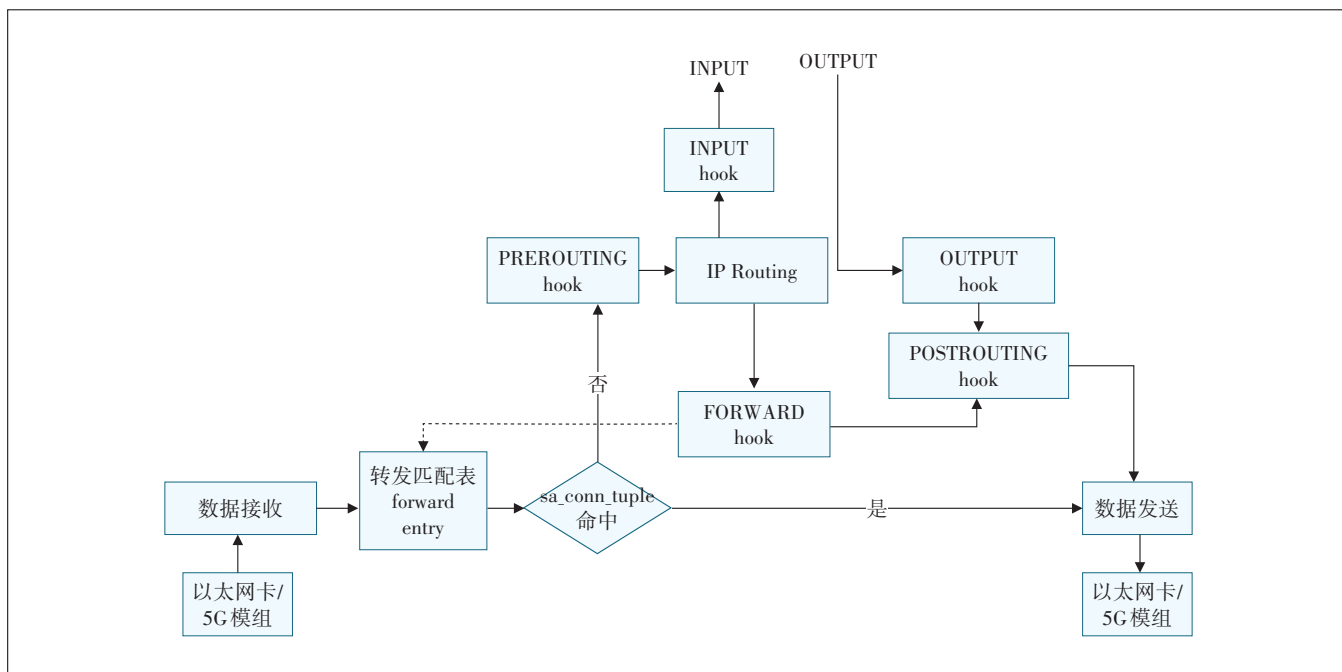 INPUT
OUTPUT
INPUT
hook
PREROUTING
hook
IP Routing
OUTPUT
hook
POSTROUTING
hook
否
FORWARD
hook
转发匹配表
forward
entry
sa_conn_tuple
命中
数据接收
是
数据发送
以太网卡/
5G模组
以太网卡/
5G模组